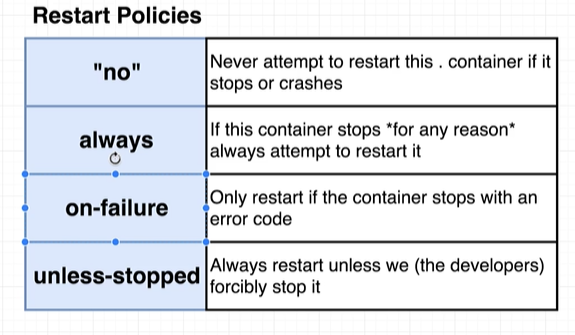 Restart Policies
"no"
Never attempt to restart this . container if it
stops or crashes
always
If this container stops *for any reason*
always attempt to restart it
on-failure
Only restart if the container stops with an
error code
unless-stopped
Always restart unless we (the developers)
forcibly stop it